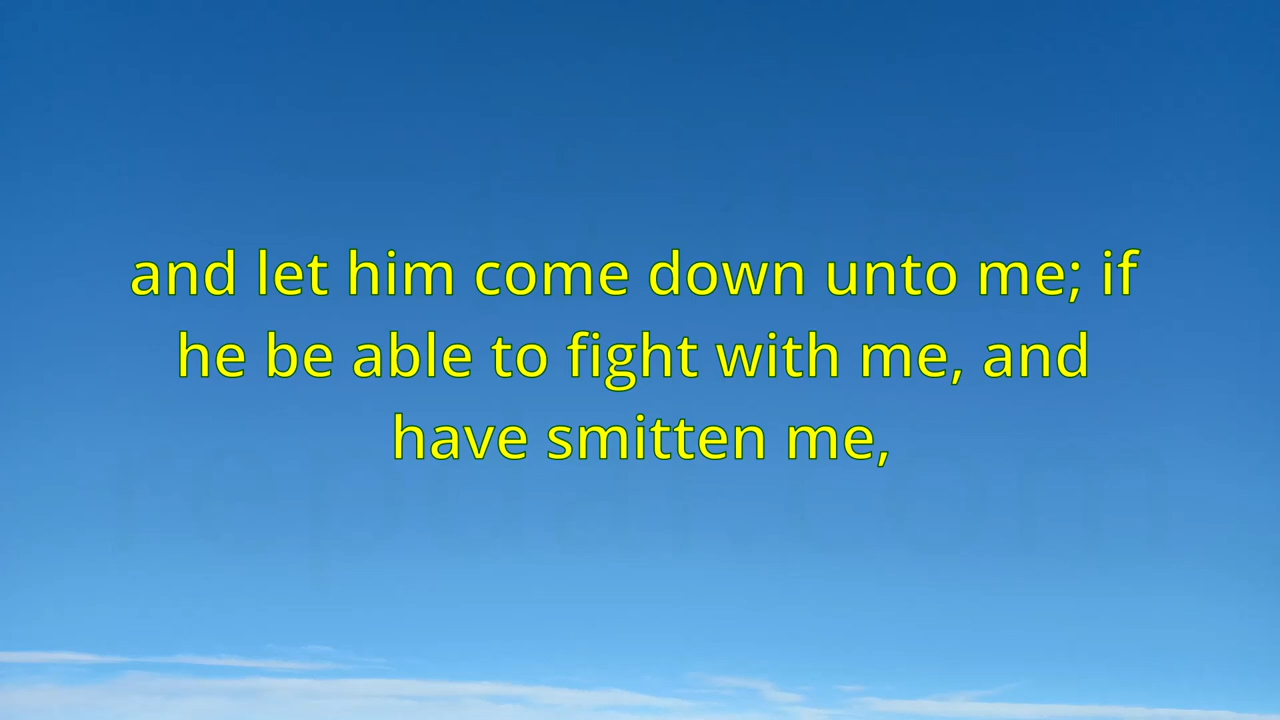 and let him come down unto me; if
he be able to fight with me, and
have smitten me,